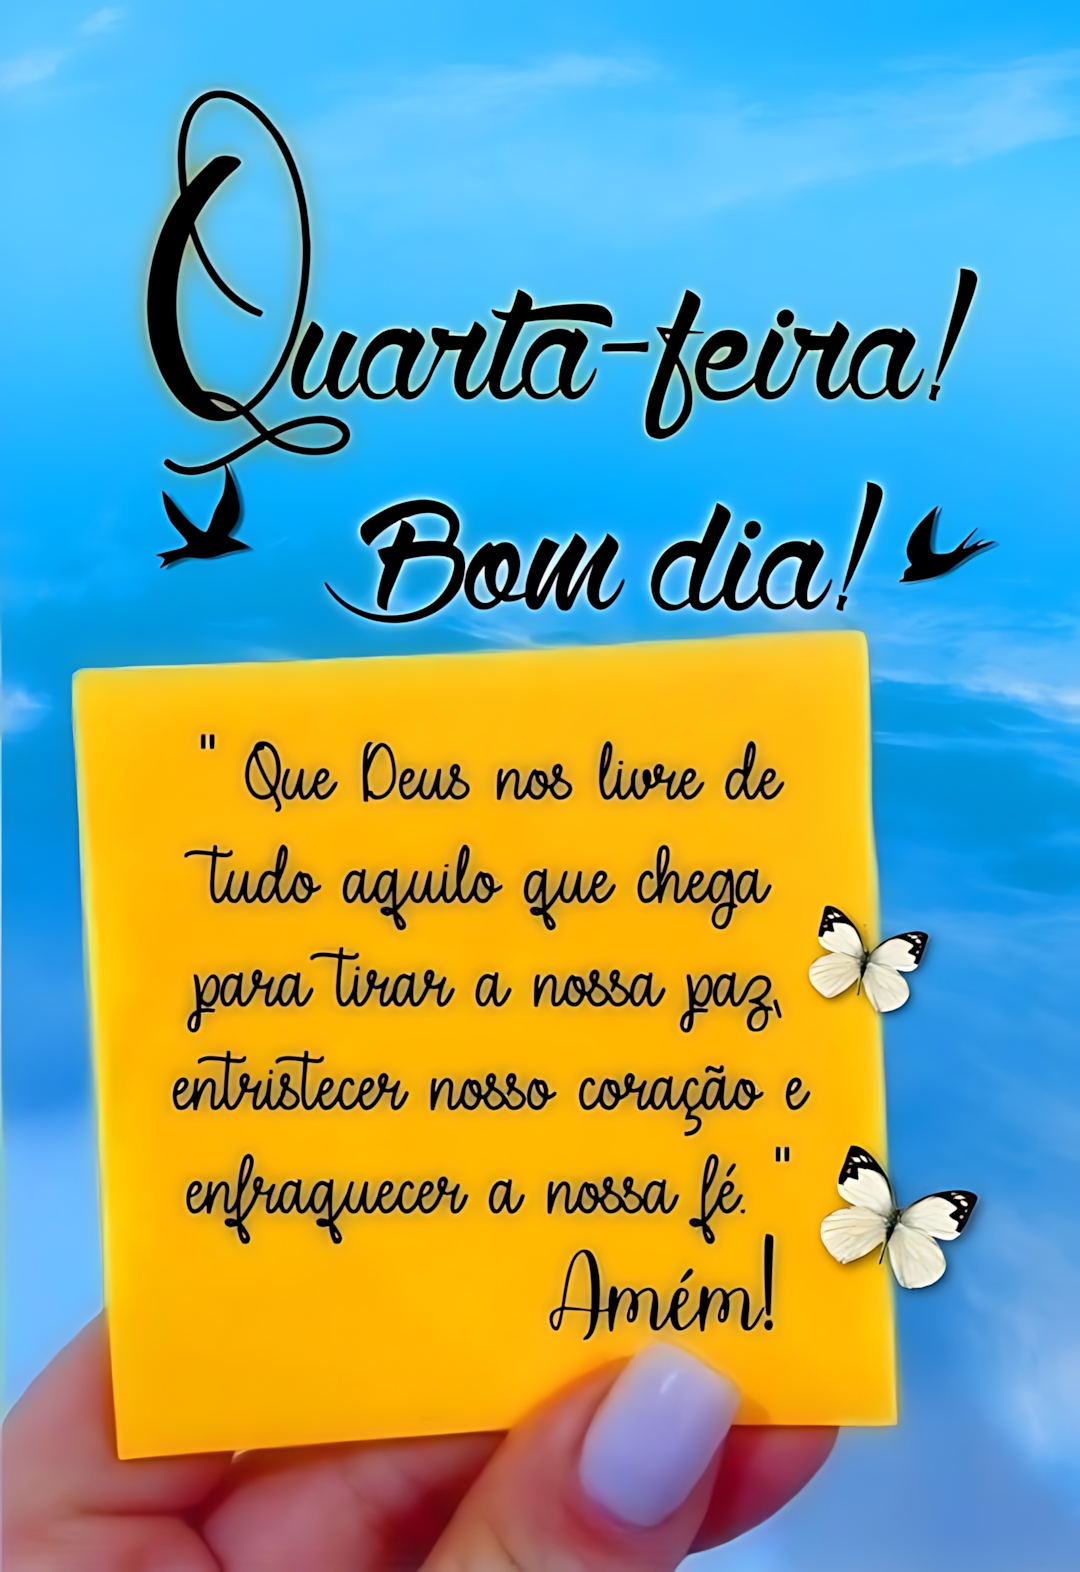 Quarta-feira!
Bom dia!
" Que Deus nos livre de
tudo aquilo que chega
para tirar a nossa paz,
entristecer nosso coração e
enfraquecer a nossa fé. "
Amém!